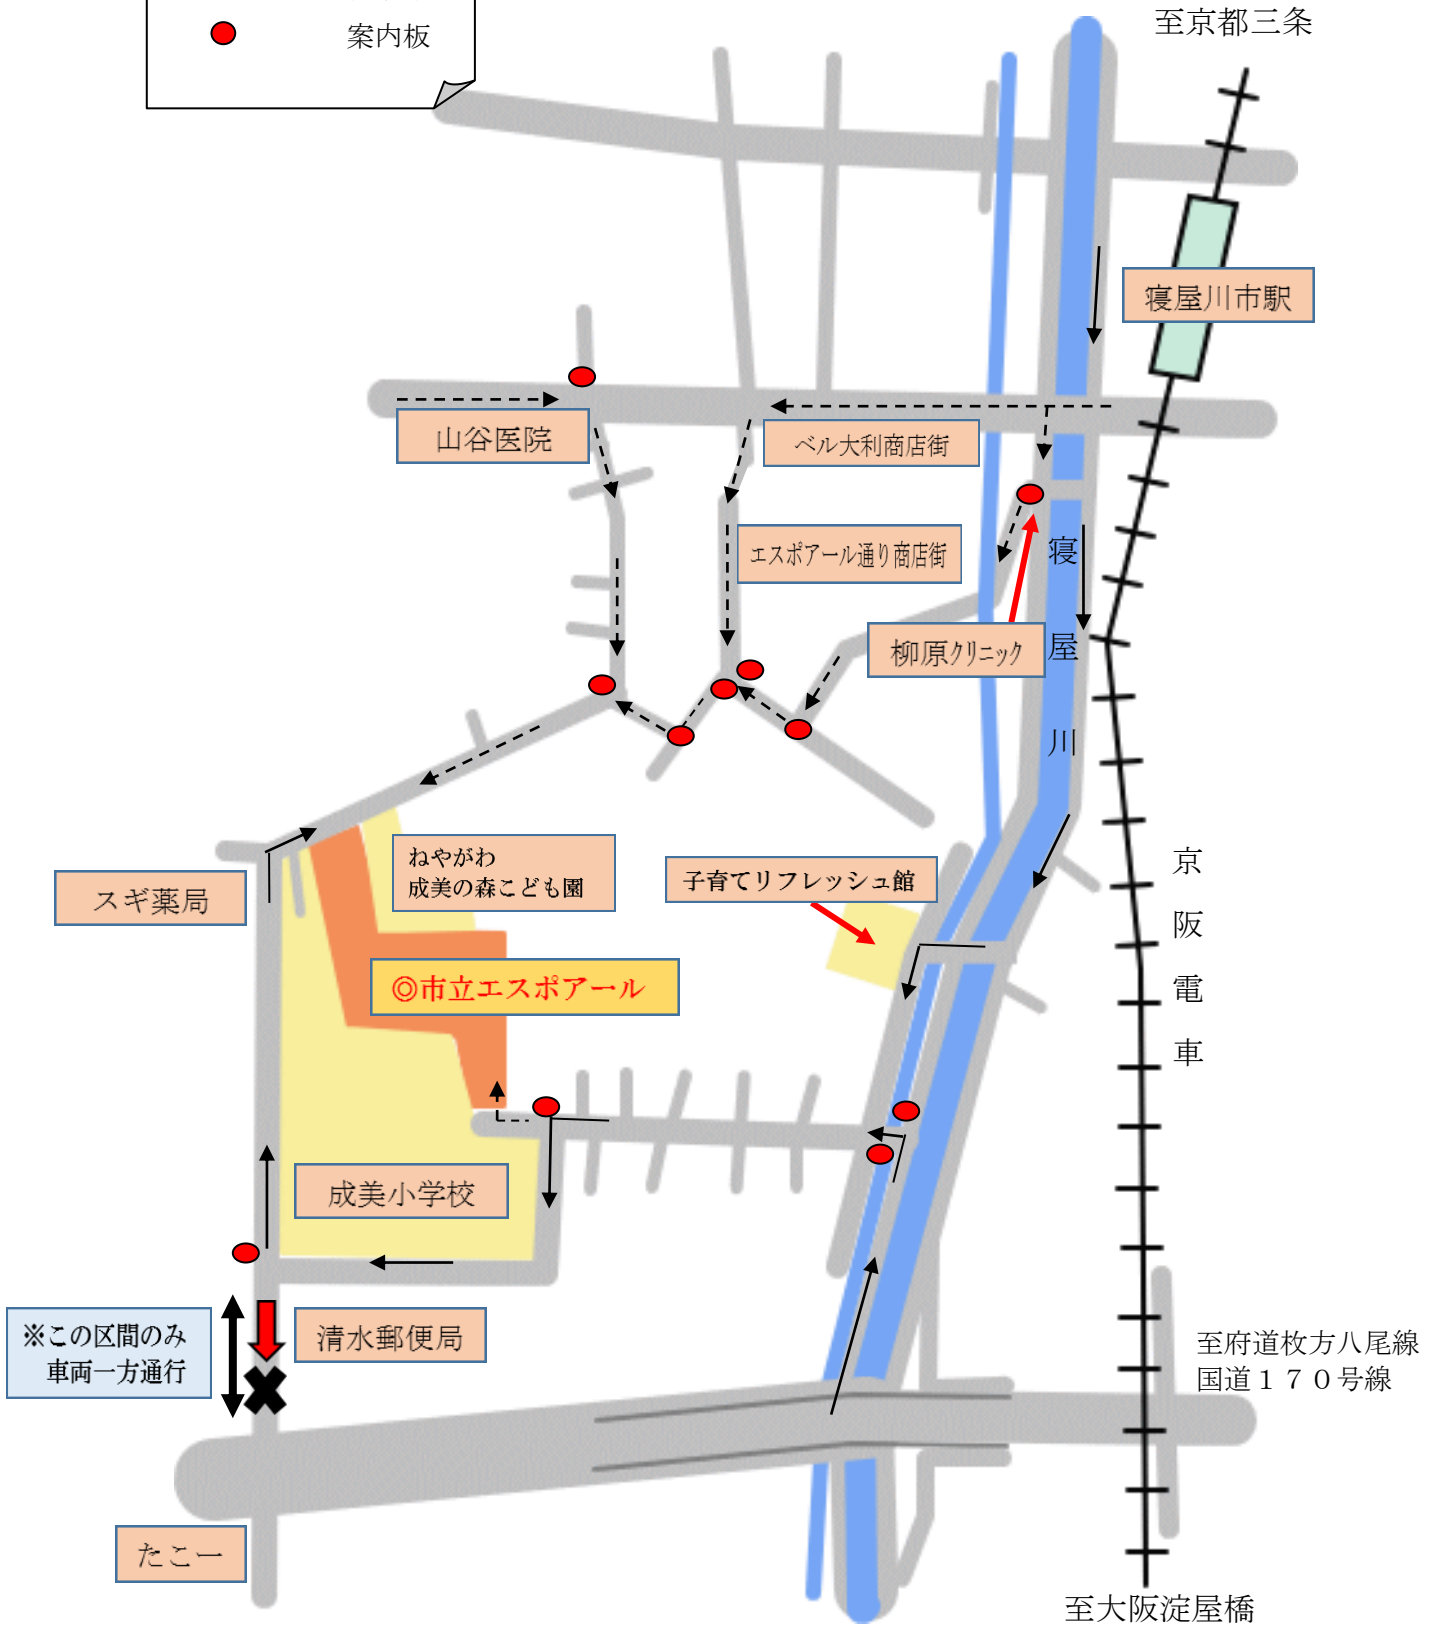 案内板
至京都三条
寝屋川市駅
山谷医院
ベル大利商店街
エスポアール通り商店街
柳原クリニック
寝屋川
ねやがわ
成美の森こども園
子育てリフレッシュ館
スギ薬局
京阪電車
◎市立エスポアール
成美小学校
※この区間のみ
車両一方通行
清水郵便局
至府道枚方八尾線
国道１７０号線
たこ一
至大阪淀屋橋